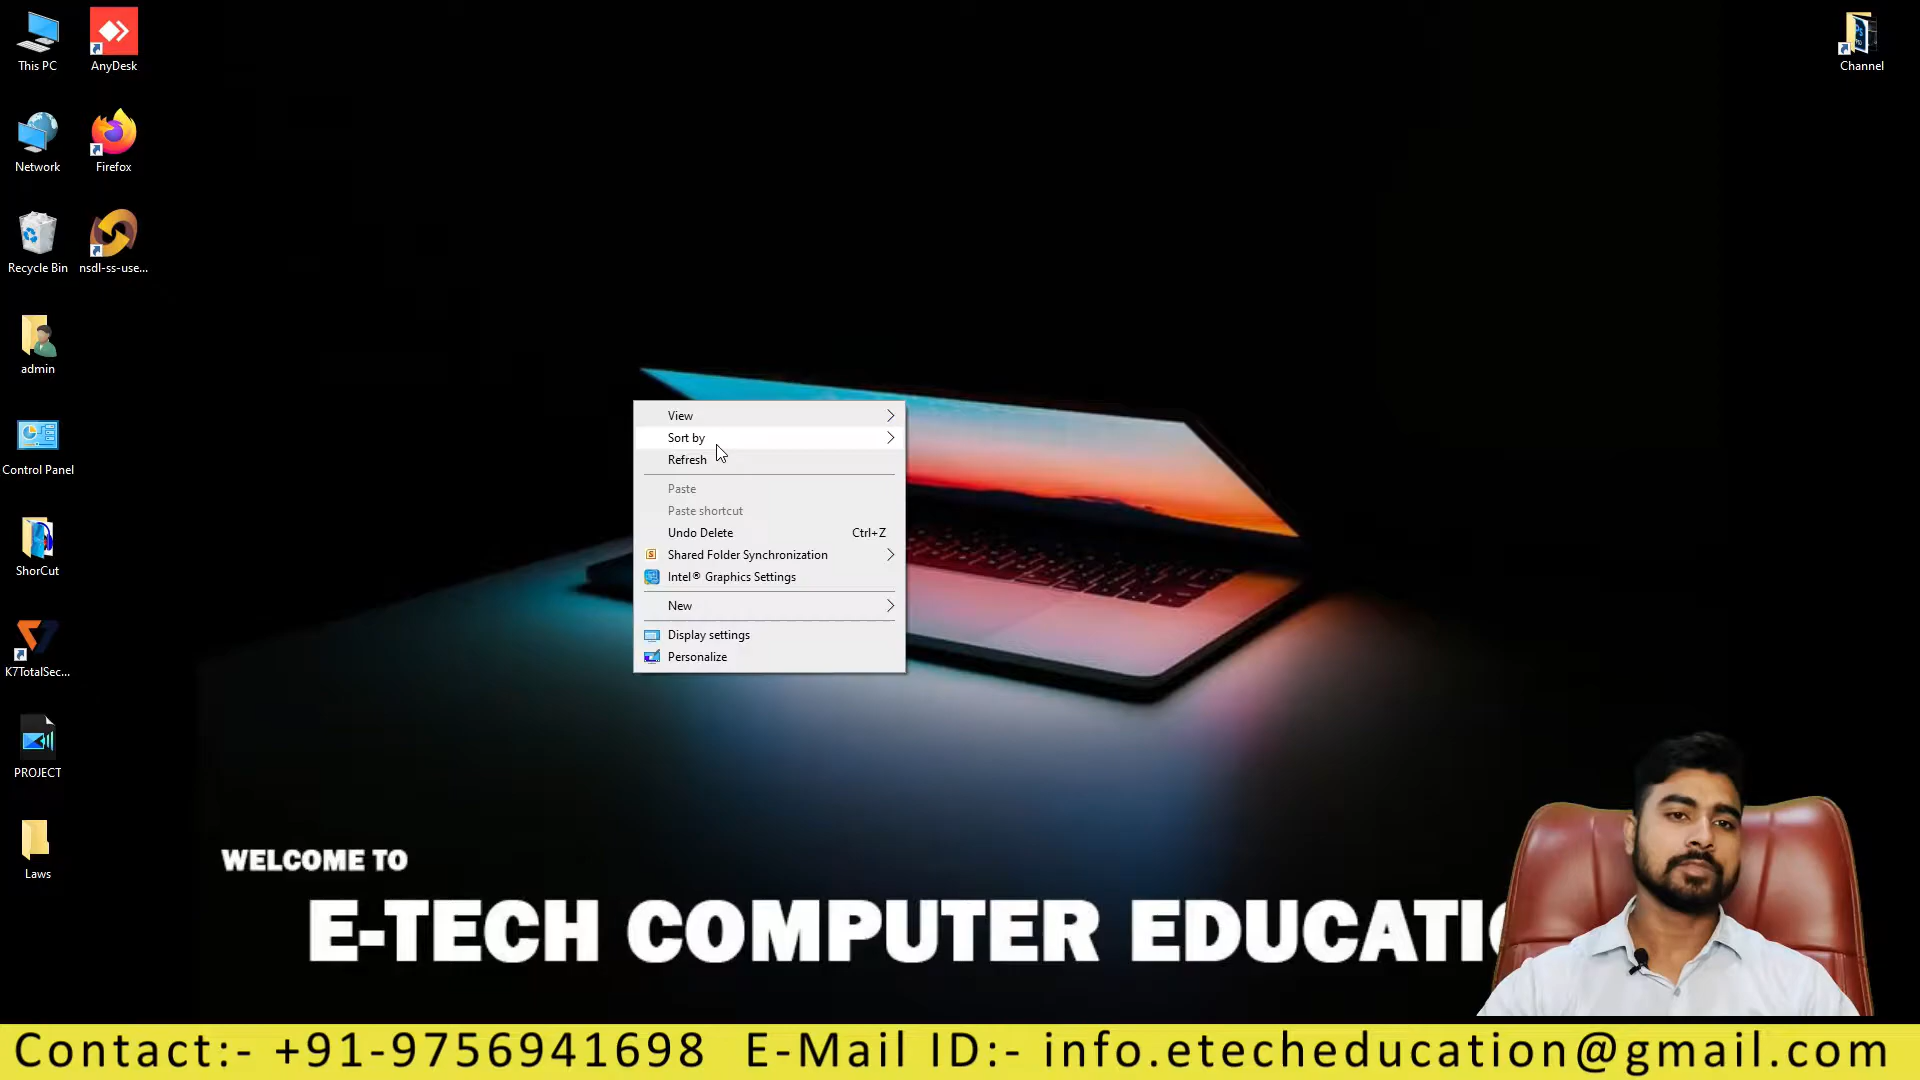 This PC
AnyDesk
Channel
Network
Firefox
Recycle Bin
nsdl-ss-use...
admin
Control Panel
ShorCut
K7TotalSec...
PROJECT
Laws
View
Sort by
Refresh
Paste
Paste shortcut
Undo Delete Ctrl+Z
Shared Folder Synchronization
Intel® Graphics Settings
New
Display settings
Personalize
WELCOME TO
E-TECH COMPUTER EDUCATIO
Contact:- +91-9756941698 E-Mail ID:- info.etecheducation@gmail.com